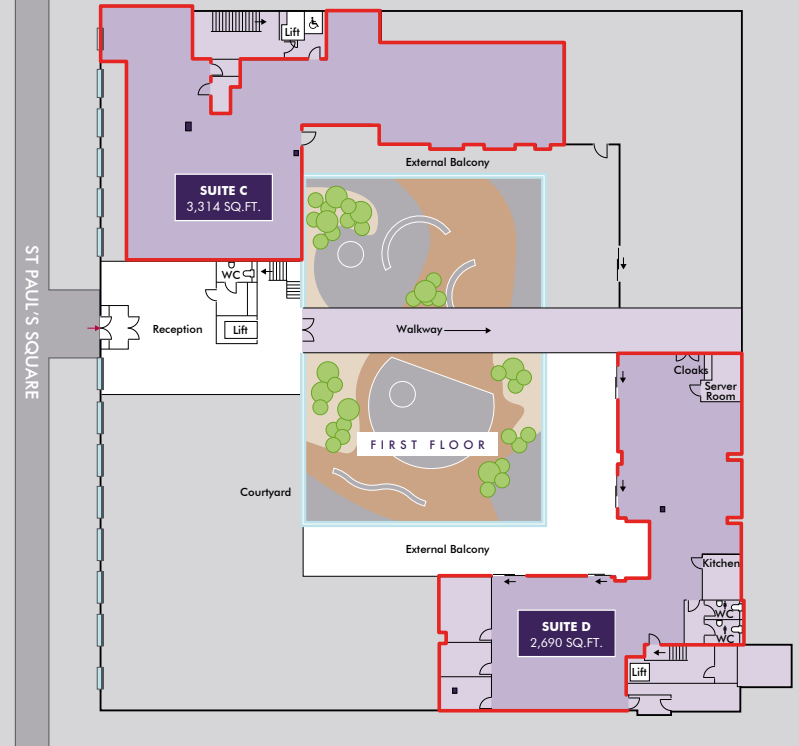 Lift
External Balcony
SUITE C
3,314 SQ.FT.
ST PAUL'S SQUARE
WC
Reception
Lift
Walkway
Cloaks
Server
Room
FIRST FLOOR
Courtyard
External Balcony
Kitchen
WC
WC
SUITE D
2,690 SQ.FT.
Lift